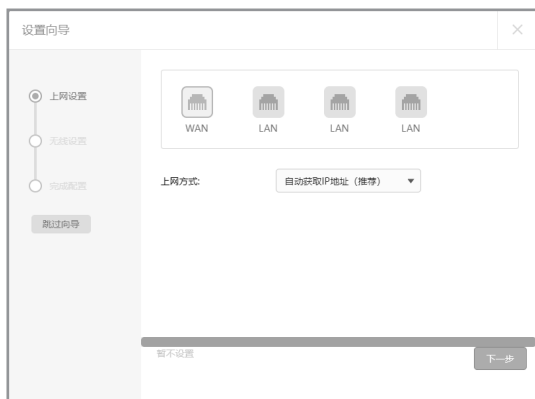 设置向导
上网设置
无线设置
完成配置
跳过向导
WAN LAN LAN LAN
上网方式: 自动获取IP地址（推荐）
暂不设置
下一步